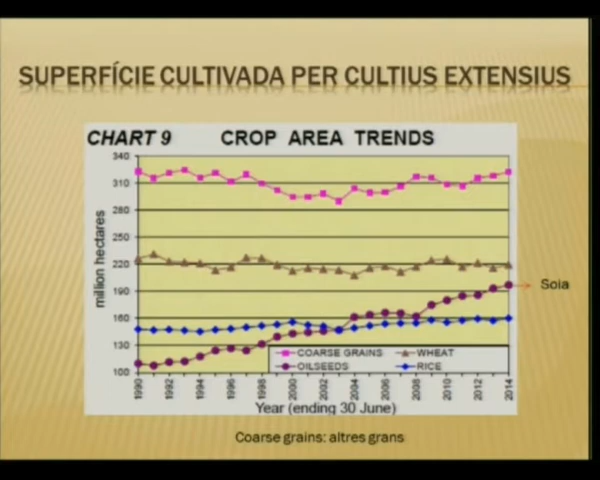 SUPERFÍCIE CULTIVADA PER CULTIUS EXTENSIUS
CHART 9 CROP AREA TRENDS
340
310
280
250
220
190
160
130
100
million hectares
Soia
COARSE GRAINS WHEAT
OILSEEDS RICE
1990 1992 1994 1996 1998 2000 2002 2004 2006 2008 2010 2012 2014
Year (ending 30 June)
Coarse grains: altres grans